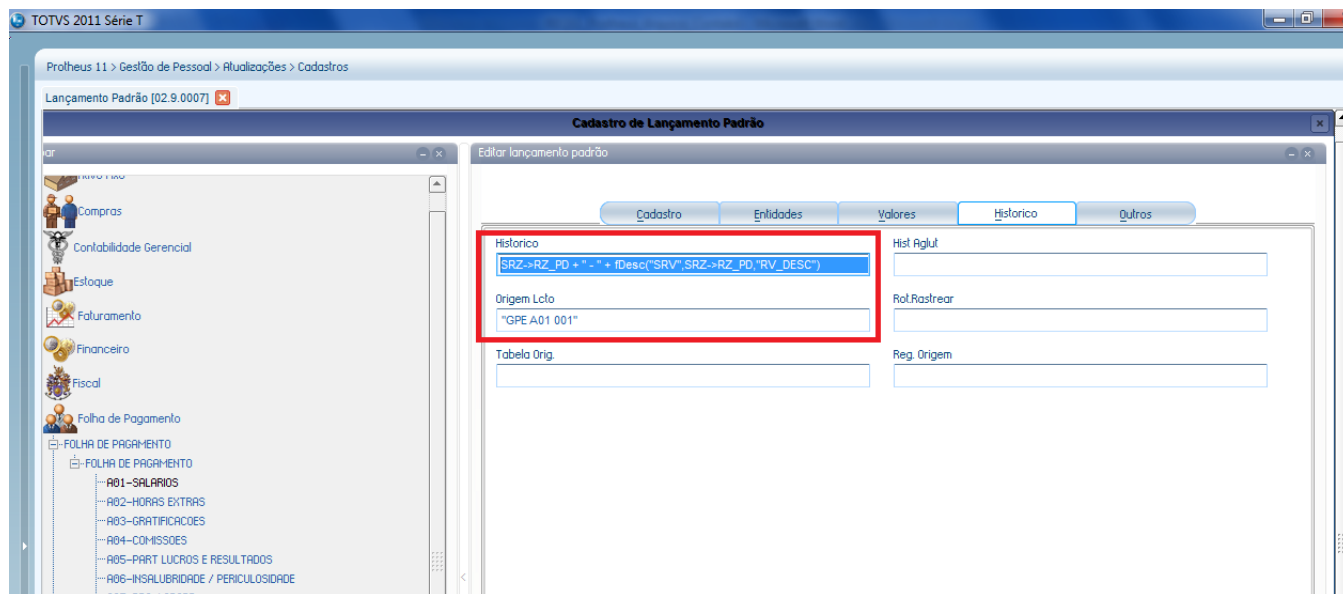 TOTVS 2011 Série T
Protheus 11 > Gestão de Pessoal > Atualizações > Cadastros
Lançamento Padrão [02.9.0007]
Cadastro de Lançamento Padrão
Editar lançamento padrão
Compras
Contabilidade Gerencial
Estoque
Faturamento
Financeiro
Fiscal
Folha de Pagamento
FOLHA DE PAGAMENTO
FOLHA DE PAGAMENTO
A01-SALARIOS
A02-HORAS EXTRAS
A03-GRATIFICACOES
A04-COMISSOES
A05-PART LUCROS E RESULTADOS
A06-INSALUBRIDADE / PERICULOSIDADE
Cadastro Entidades Valores Historico Outros
Historico Hist Aglut
SRZ->RZ_PD + " - " + fDesc("SRV",SRZ->RZ_PD,"RV_DESC")
Origem Lcto Rot.Rastrear
"GPE A01 001"
Tabela Orig. Reg. Origem